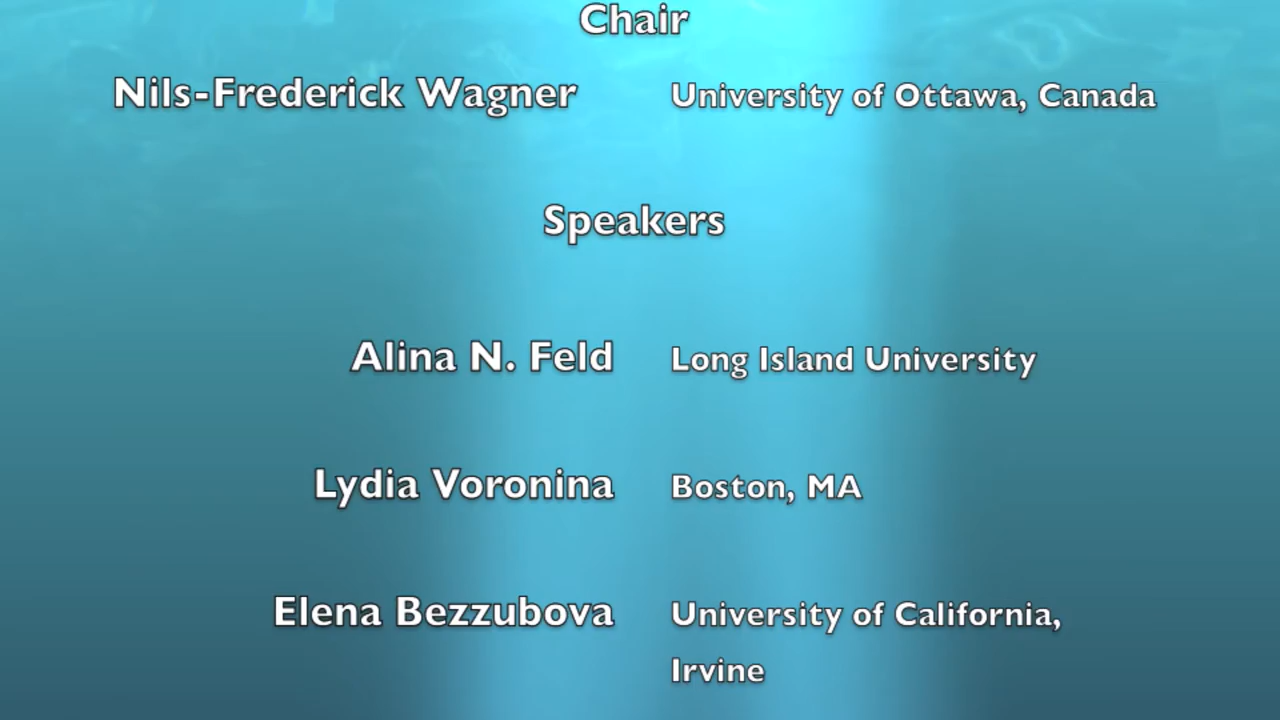 Chair
Nils-Frederick Wagner University of Ottawa, Canada
Speakers
Alina N. Feld Long Island University
Lydia Voronina Boston, MA
Elena Bezzubova University of California,
Irvine